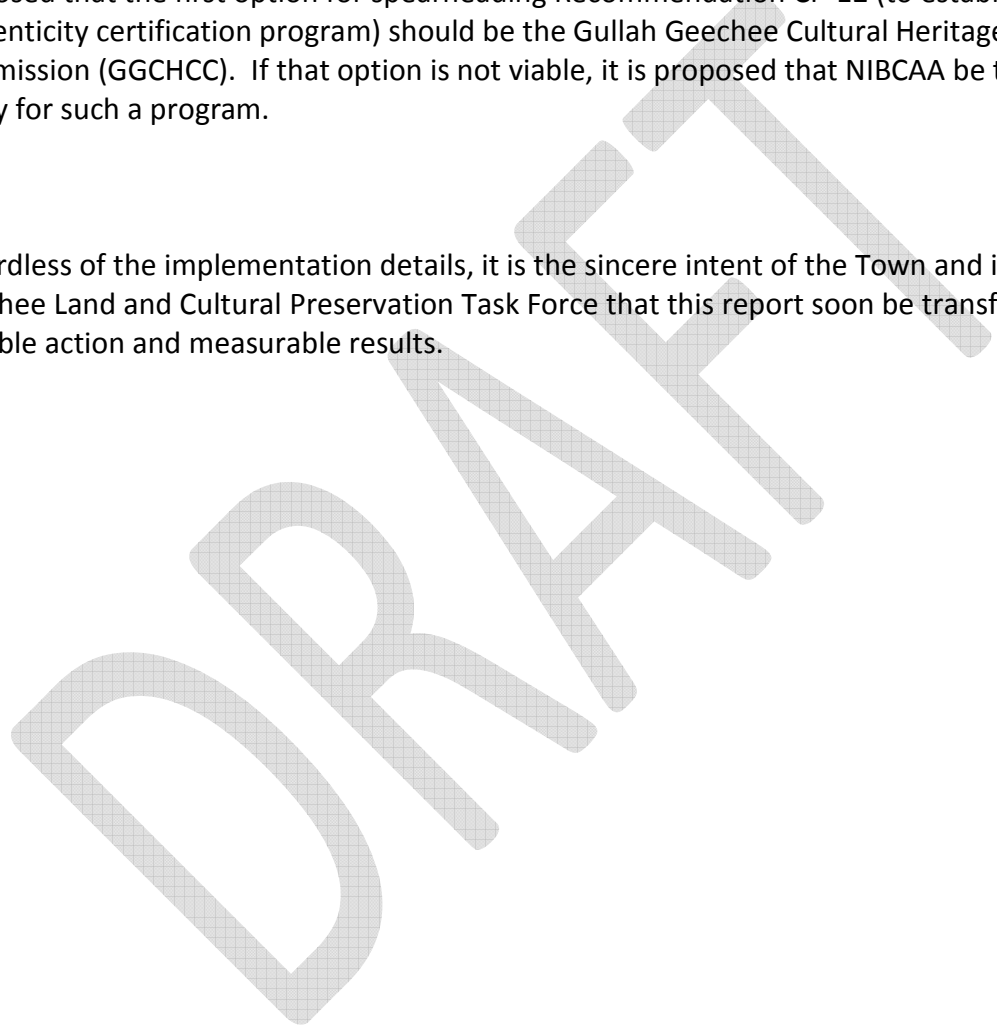 osed that the first option for spearheading Recommendation
enticity certification program) should be the Gullah Geechee Cultural Heritage
mission (GGCHCC). If that option is not viable, it is proposed that NIBCAA be t
y for such a program.
rdless of the implementation details, it is the sincere intent of the Town and i
hee Land and Cultural Preservation Task Force that this report soon be transf
ble action and measurable results.
DRAFT